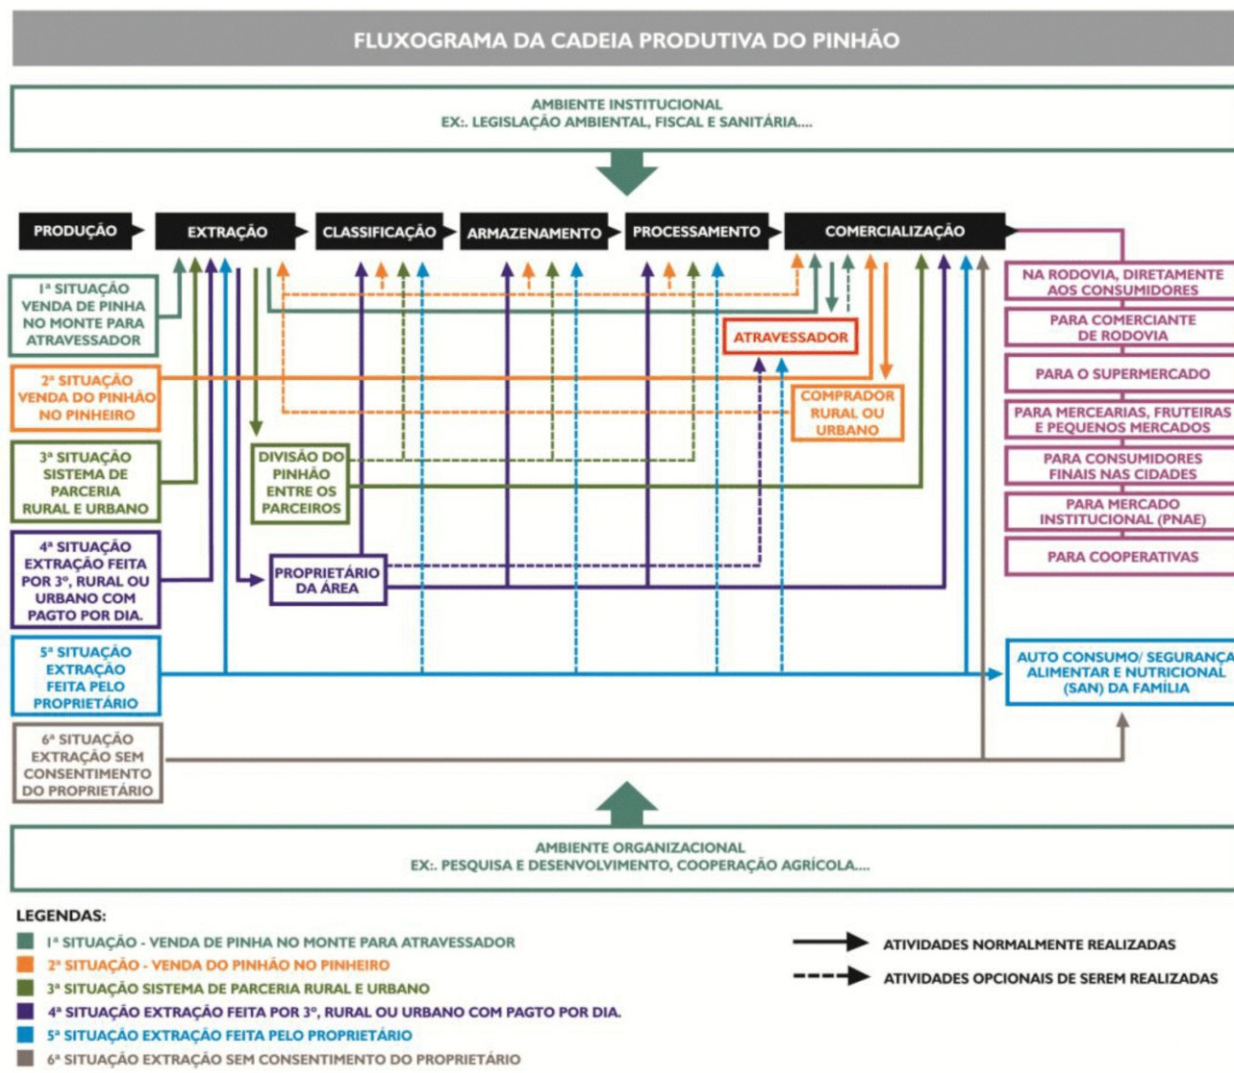 FLUXOGRAMA DA CADEIA PRODUTIVA DO PINHÃO
AMBIENTE INSTITUCIONAL
EX:. LEGISLAÇÃO AMBIENTAL, FISCAL E SANITÁRIA....
PRODUÇÃO
EXTRAÇÃO
CLASSIFICAÇÃO
ARMAZENAMENTO
PROCESSAMENTO
COMERCIALIZAÇÃO
1ª SITUAÇÃO
VENDA DE PINHA
NO MONTE PARA
ATRAVESSADOR
2ª SITUAÇÃO
VENDA DO PINHÃO
NO PINHEIRO
3ª SITUAÇÃO
SISTEMA DE
PARCERIA
RURAL E URBANO
4ª SITUAÇÃO
EXTRAÇÃO FEITA
POR 3º, RURAL OU
URBANO COM
PAGTO POR DIA.
5ª SITUAÇÃO
EXTRAÇÃO
FEITA PELO
PROPRIETÁRIO
6ª SITUAÇÃO
EXTRAÇÃO SEM
CONSENTIMENTO
DO PROPRIETÁRIO
DIVISÃO DO
PINHÃO
ENTRE OS
PARCEIROS
PROPRIETÁRIO
DA ÁREA
ATRAVESSADOR
COMPRADOR
RURAL OU
URBANO
NA RODOVIA, DIRETAMENTE
AOS CONSUMIDORES
PARA COMERCIANTE
DE RODOVIA
PARA O SUPERMERCADO
PARA MERCEARIAS, FRUTEIRAS
E PEQUENOS MERCADOS
PARA CONSUMIDORES
FINAIS NAS CIDADES
PARA MERCADO
INSTITUCIONAL (PNAE)
PARA COOPERATIVAS
AUTO CONSUMO/ SEGURANÇA
ALIMENTAR E NUTRICIONAL
(SAN) DA FAMÍLIA
AMBIENTE ORGANIZACIONAL
EX:. PESQUISA E DESENVOLVIMENTO, COOPERAÇÃO AGRÍCOLA....
LEGENDAS:
1ª SITUAÇÃO - VENDA DE PINHA NO MONTE PARA ATRAVESSADOR
2ª SITUAÇÃO - VENDA DO PINHÃO NO PINHEIRO
3ª SITUAÇÃO SISTEMA DE PARCERIA RURAL E URBANO
4ª SITUAÇÃO EXTRAÇÃO FEITA POR 3º, RURAL OU URBANO COM PAGTO POR DIA.
5ª SITUAÇÃO EXTRAÇÃO FEITA PELO PROPRIETÁRIO
6ª SITUAÇÃO EXTRAÇÃO SEM CONSENTIMENTO DO PROPRIETÁRIO
ATIVIDADES NORMALMENTE REALIZADAS
ATIVIDADES OPCIONAIS DE SEREM REALIZADAS